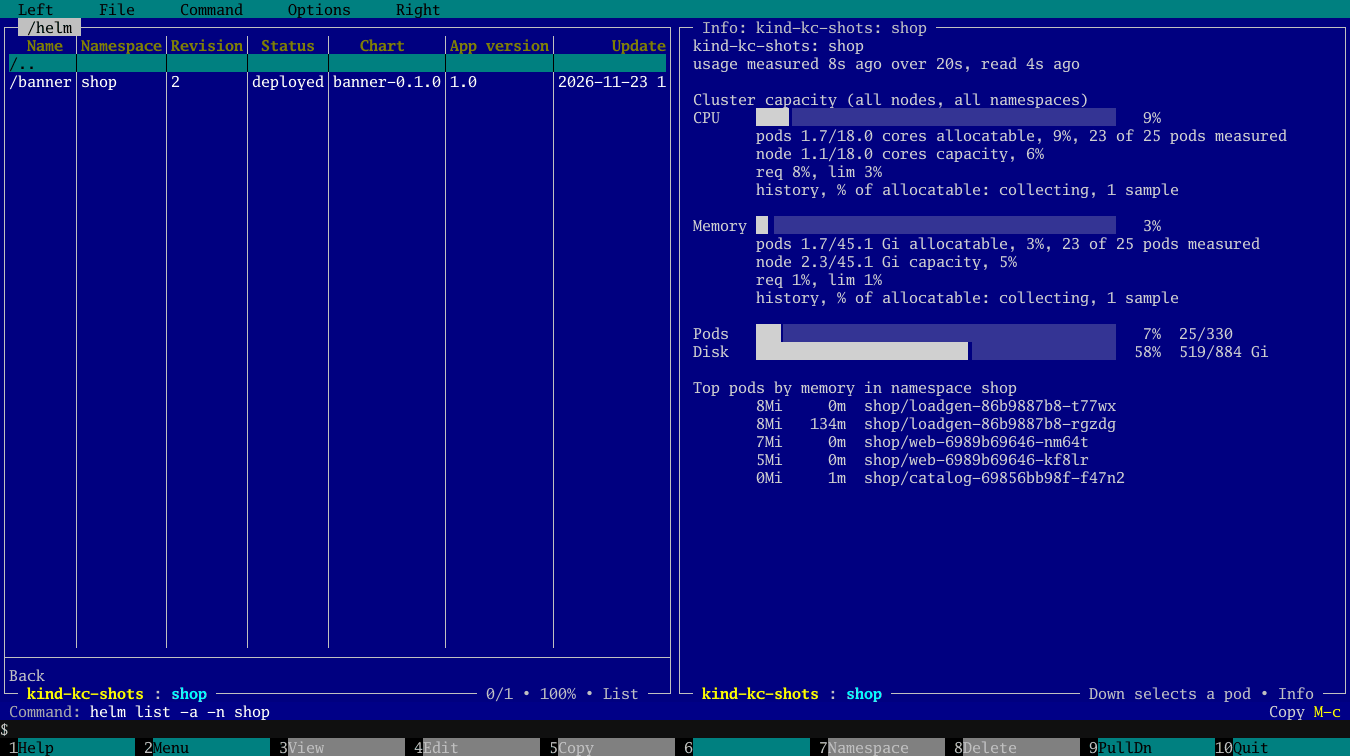 Left File Command Options Right
/helm
Name Namespace Revision Status Chart App version Update
/..
/banner shop 2 deployed banner-0.1.0 1.0 2026-11-23 1
Back
kind-kc-shots : shop 0/1 • 100% • List
Info: kind-kc-shots: shop
kind-kc-shots: shop
usage measured 8s ago over 20s, read 4s ago
Cluster capacity (all nodes, all namespaces)
CPU 9%
pods 1.7/18.0 cores allocatable, 9%, 23 of 25 pods measured
node 1.1/18.0 cores capacity, 6%
req 8%, lim 3%
history, % of allocatable: collecting, 1 sample
Memory 3%
pods 1.7/45.1 Gi allocatable, 3%, 23 of 25 pods measured
node 2.3/45.1 Gi capacity, 5%
req 1%, lim 1%
history, % of allocatable: collecting, 1 sample
Pods 7% 25/330
Disk 58% 519/884 Gi
Top pods by memory in namespace shop
8Mi 0m shop/loadgen-86b9887b8-t77wx
8Mi 134m shop/loadgen-86b9887b8-rgzdg
7Mi 0m shop/web-6989b69646-nm64t
5Mi 0m shop/web-6989b69646-kf8lr
0Mi 1m shop/catalog-69856bb98f-f47n2
kind-kc-shots : shop Down selects a pod • Info
Command: helm list -a -n shop Copy M-c
$
1Help 2Menu 3View 4Edit 5Copy 6 7Namespace 8Delete 9PullDn 10Quit